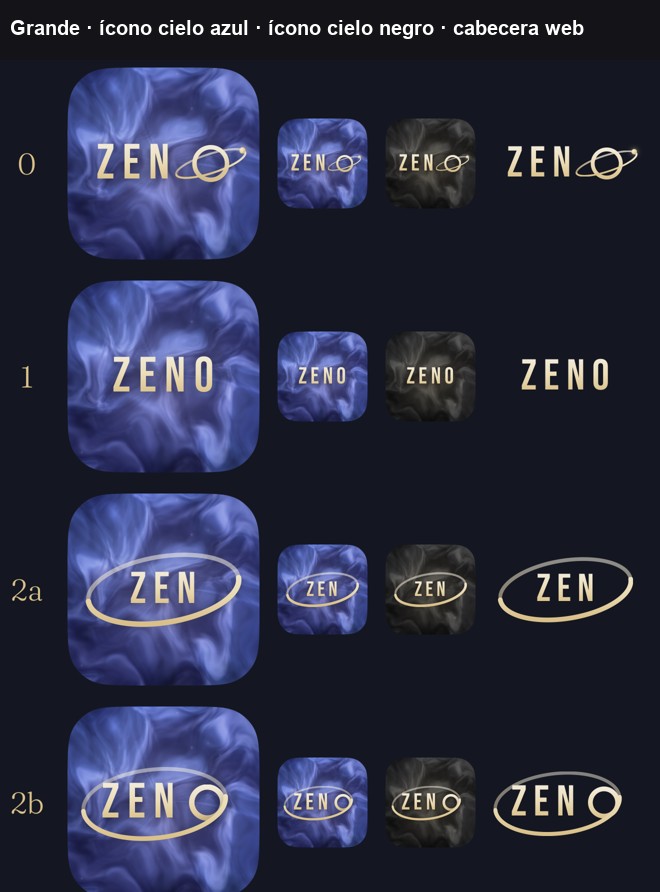 Grande · ícono cielo azul · ícono cielo negro · cabecera web
0 ZENO ZENO ZENO ZENO
1 ZENO ZENO ZENO ZENO
2a ZEN ZEN ZEN ZEN
2b ZENO ZENO ZENO ZENO